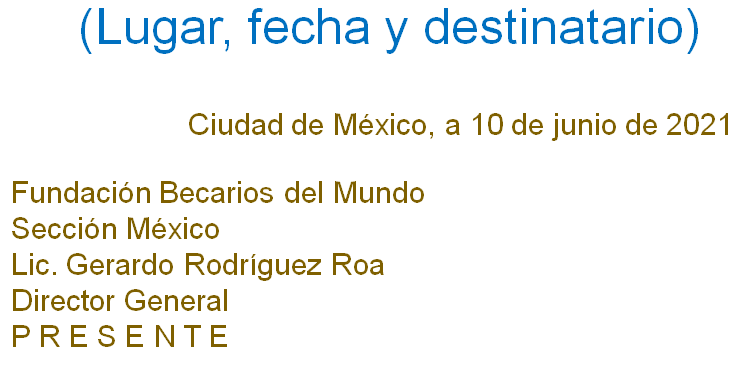 (Lugar, fecha y destinatario)
Ciudad de México, a 10 de junio de 2021
Fundación Becarios del Mundo
Sección México
Lic. Gerardo Rodríguez Roa
Director General
P R E S E N T E